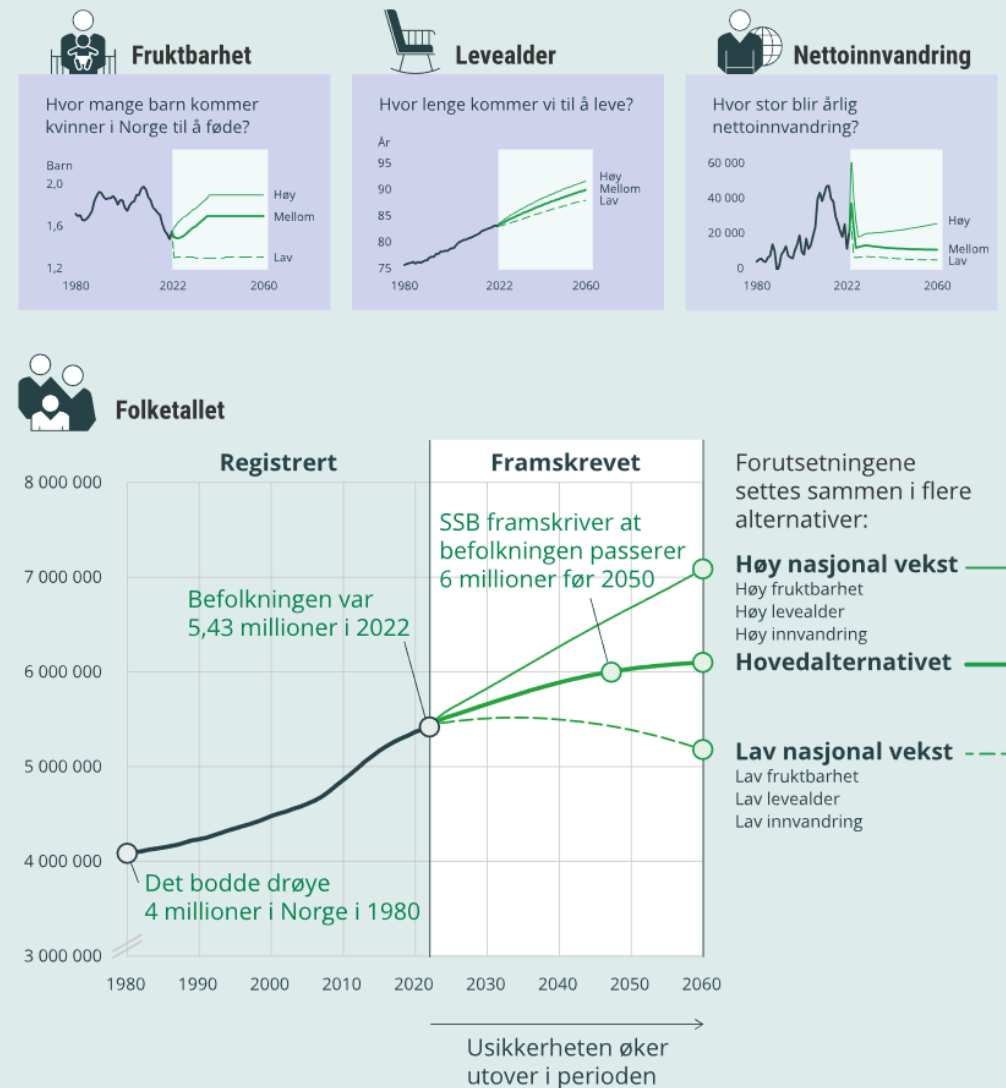 Fruktbarhet
Hvor mange barn kommer
kvinner i Norge til å føde?
Barn
2,0
1,6
1,2
Høy
Mellom
Lav
1980
2022
2060
Levealder
Hvor lenge kommer vi til å leve?
År
95
90
85
80
75
Høy
Mellom
Lav
1980
2022
2060
Nettoinnvandring
Hvor stor blir årlig
nettoinnvandring?
60 000
40 000
20 000
0
Høy
Mellom
Lav
1980
2022
2060
Folketallet
Registrert
Framskrevet
8 000 000
7 000 000
6 000 000
5 000 000
4 000 000
3 000 000
SSB framskriver at
befolkningen passerer
6 millioner før 2050
Befolkningen var
5,43 millioner i 2022
Det bodde drøye
4 millioner i Norge i 1980
1980
1990
2000
2010
2020
2030
2040
2050
2060
Usikkerheten øker
utover i perioden
Forutsetningene
settes sammen i flere
alternativer:
Høy nasjonal vekst
Høy fruktbarhet
Høy levealder
Høy innvandring
Hovedalternativet
Lav nasjonal vekst
Lav fruktbarhet
Lav levealder
Lav innvandring